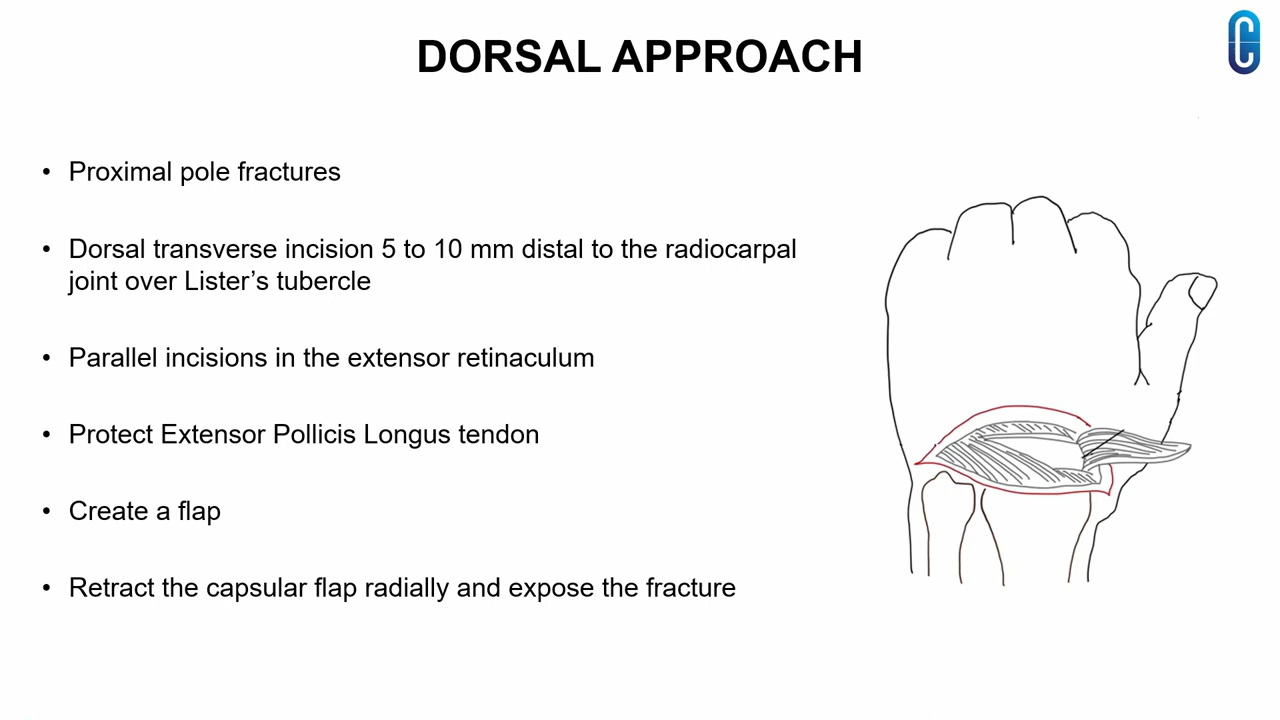 DORSAL APPROACH
• Proximal pole fractures
• Dorsal transverse incision 5 to 10 mm distal to the radiocarpal
joint over Lister’s tubercle
• Parallel incisions in the extensor retinaculum
• Protect Extensor Pollicis Longus tendon
• Create a flap
• Retract the capsular flap radially and expose the fracture